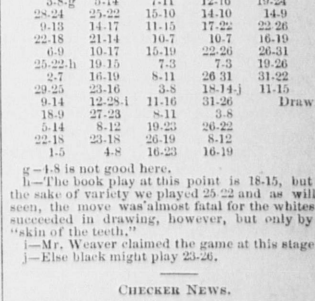 3-8-g 5-14 7-11 12-16 19-24
28-24 25-22 15-10 14-10 14-9
9-13 14-17 11-15 17-22 22-26
22-18 21-14 10-7 10-7 16-19
6-9 10-17 15-19 22-26 26-31
25-22-h 19-15 7-3 7-3 19-26
2-7 16-19 8-11 26 31 31-22
29-25 23-16 3-8 18-14-j 11-15
9-14 12-28-i 11-16 31-26 Draw
18-9 27-23 8-11 3-8
5-14 8-12 19-23 26-22
22-18 23-18 26-19 8-12
1-5 4-8 16-23 16-19
g—4-8 is not good here.
h—The book play at this point is 18-15, but
the sake of variety we played 25-22 and as will
seen, the move was almost fatal for the whites
succeeded in drawing, however, but only by
"skin of the teeth."
i—Mr. Weaver claimed the game at this stage
j—Else black might play 23-26.
CHECKER NEWS.